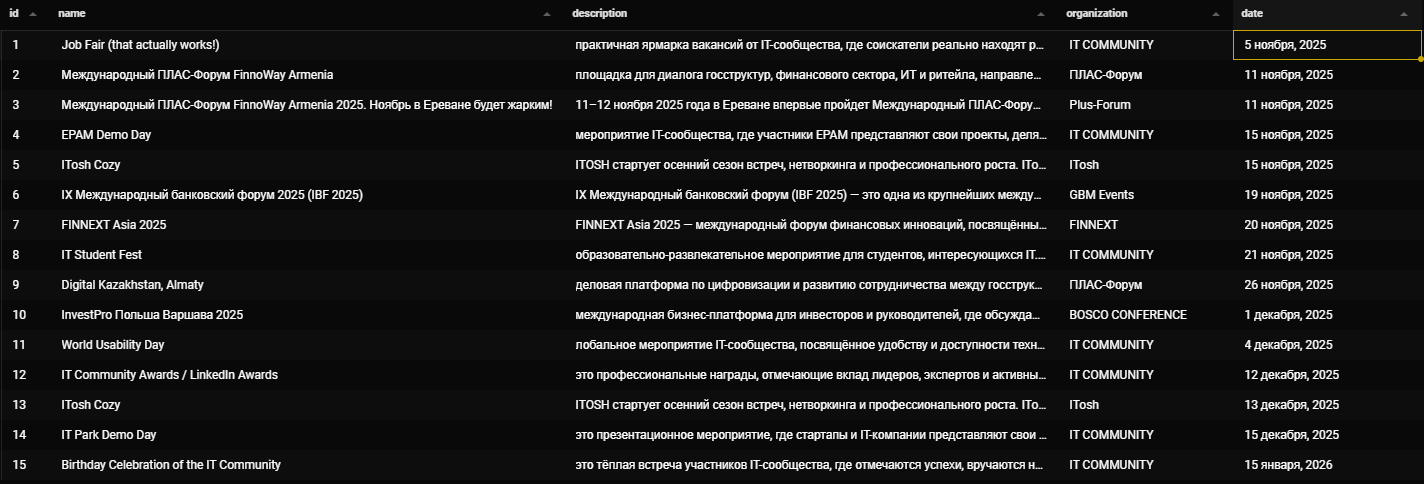 id name description organization date
1 Job Fair (that actually works!) практичная ярмарка вакансий от IT-сообщества, где соискатели реально находят р... IT COMMUNITY 5 ноября, 2025
2 Международный ПЛАС-Форум FinnoWay Armenia площадка для диалога госструктур, финансового сектора, ИТ и ритейла, направле... ПЛАС-Форум 11 ноября, 2025
3 Международный ПЛАС-Форум FinnoWay Armenia 2025. Ноябрь в Ереване будет жарким! 11–12 ноября 2025 года в Ереване впервые пройдет Международный ПЛАС-Фору... Plus-Forum 11 ноября, 2025
4 EPAM Demo Day мероприятие IT-сообщества, где участники EPAM представляют свои проекты, деля... IT COMMUNITY 15 ноября, 2025
5 ITosh Cozy ITOSH стартует осенний сезон встреч, нетворкинга и профессионального роста. ITo... ITosh 15 ноября, 2025
6 IX Международный банковский форум 2025 (IBF 2025) IX Международный банковский форум (IBF 2025) — это одна из крупнейших между... GBM Events 19 ноября, 2025
7 FINNEXT Asia 2025 FINNEXT Asia 2025 — международный форум финансовых инноваций, посвящённы... FINNEXT 20 ноября, 2025
8 IT Student Fest образовательно-развлекательное мероприятие для студентов, интересующихся IT.... IT COMMUNITY 21 ноября, 2025
9 Digital Kazakhstan, Almaty деловая платформа по цифровизации и развитию сотрудничества между госструк... ПЛАС-Форум 26 ноября, 2025
10 InvestPro Польша Варшава 2025 международная бизнес-платформа для инвесторов и руководителей, где обсужда... BOSCO CONFERENCE 1 декабря, 2025
11 World Usability Day лобальное мероприятие IT-сообщества, посвящённое удобству и доступности техн... IT COMMUNITY 4 декабря, 2025
12 IT Community Awards / LinkedIn Awards это профессиональные награды, отмечающие вклад лидеров, экспертов и активны... IT COMMUNITY 12 декабря, 2025
13 ITosh Cozy ITOSH стартует осенний сезон встреч, нетворкинга и профессионального роста. ITo... ITosh 13 декабря, 2025
14 IT Park Demo Day это презентационное мероприятие, где стартапы и IT-компании представляют свои ... IT COMMUNITY 15 декабря, 2025
15 Birthday Celebration of the IT Community это тёплая встреча участников IT-сообщества, где отмечаются успехи, вручаются н... IT COMMUNITY 15 января, 2026